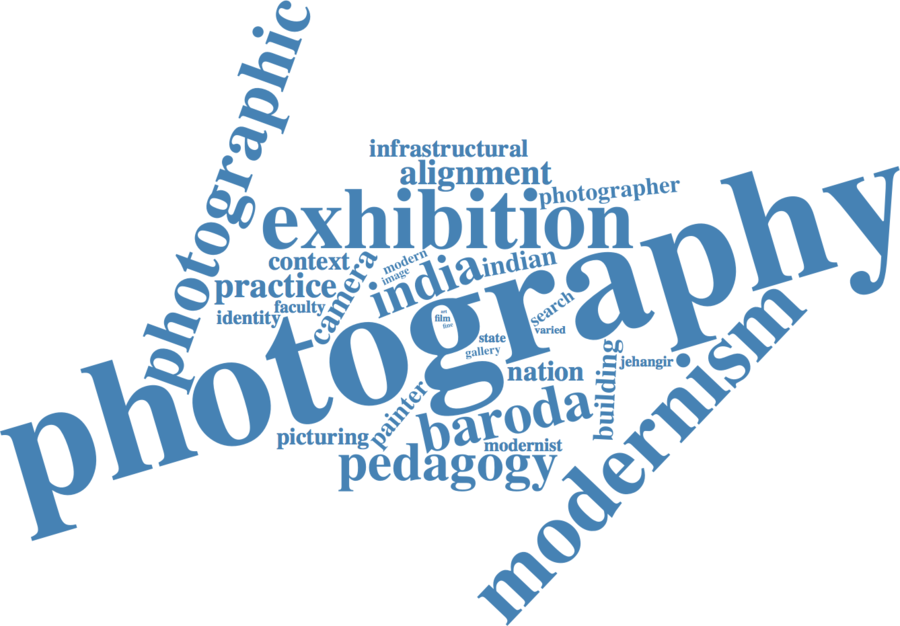 photographic
infrastructural
alignment
photographer
exhibition
photography
context
camera
modern
image
india
indian
practice
faculty
identity
film
search
varied
state
gallery
nation
building
jehangir
modernism
painter
baroda
picturing
modernist
pedagogy